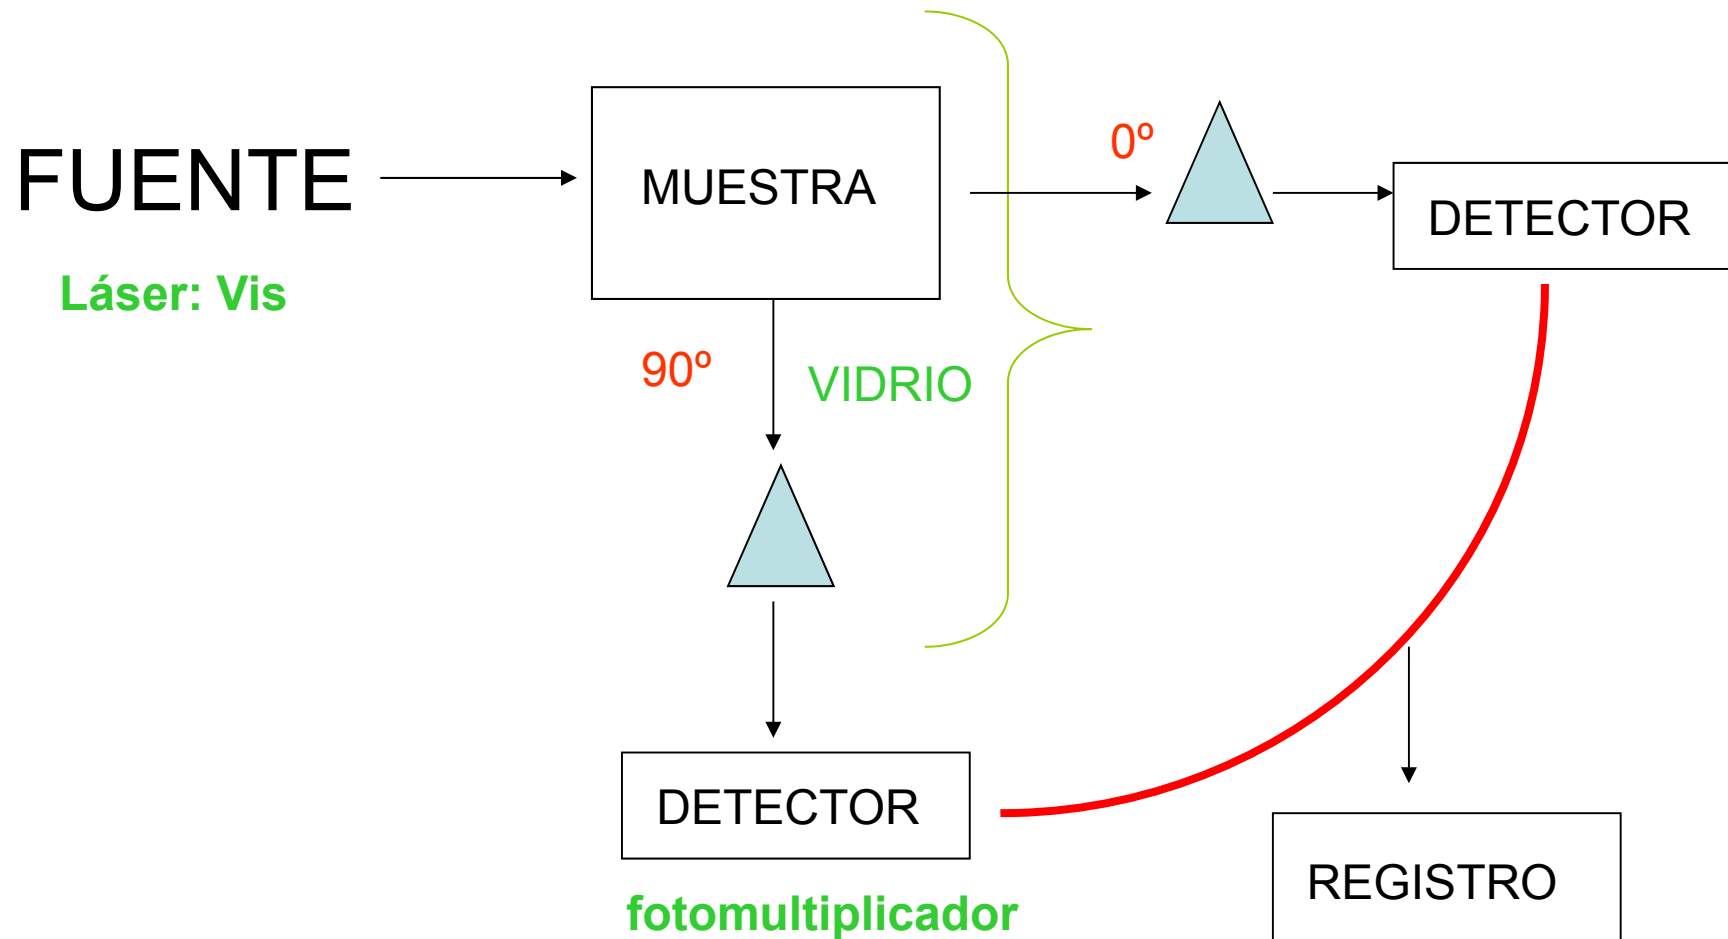 FUENTE
Láser: Vis
MUESTRA
0º
DETECTOR
90º
VIDRIO
DETECTOR
fotomultiplicador
REGISTRO